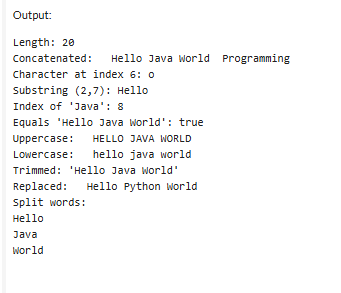 Output:
Length: 20
Concatenated:   Hello Java World  Programming
Character at index 6: o
Substring (2,7): Hello
Index of 'Java': 8
Equals 'Hello Java World': true
Uppercase:   HELLO JAVA WORLD
Lowercase:   hello java world
Trimmed: 'Hello Java World'
Replaced:   Hello Python World
Split words:
Hello
Java
World